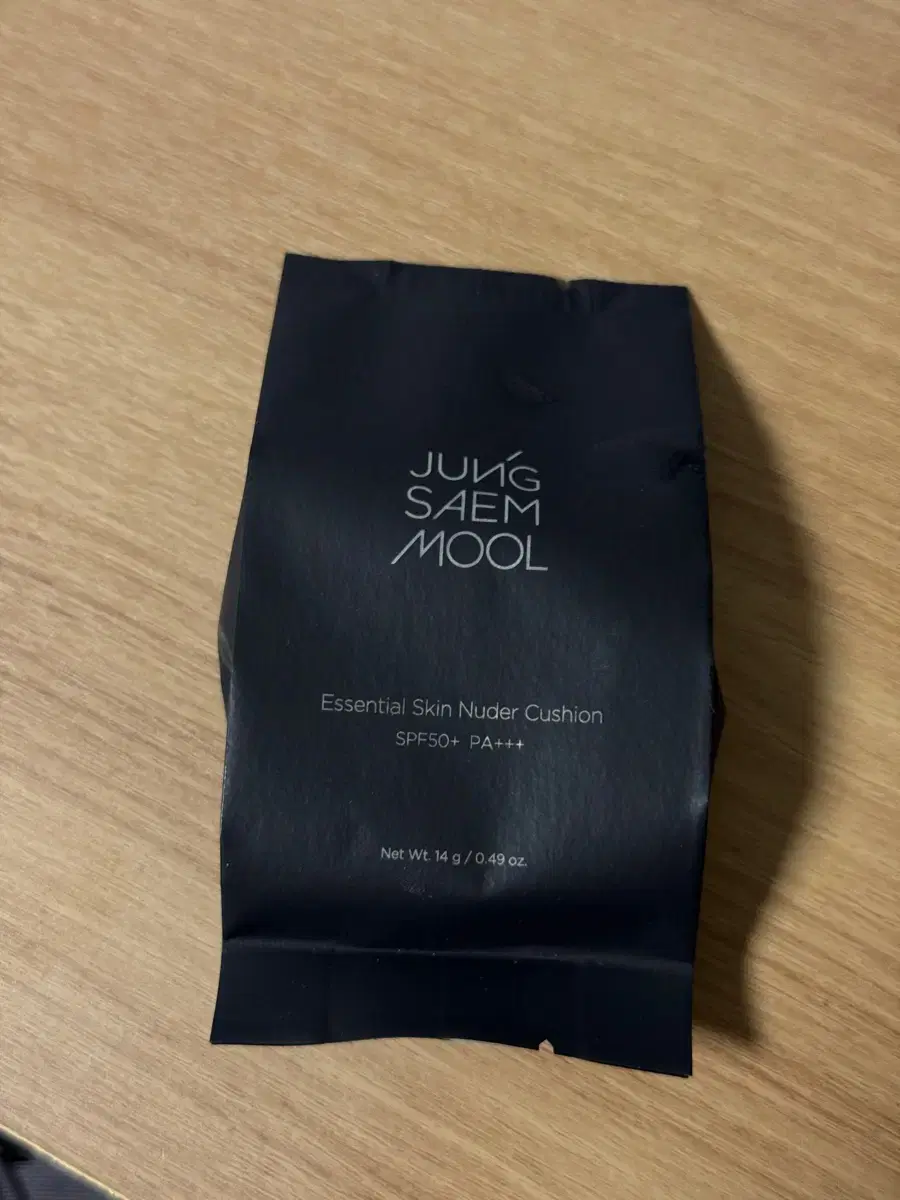 JUNG
SAEM
MOOL
Essential Skin Nuder Cushion
SPF50+ PA+++
Net Wt. 14 g / 0.49 oz.